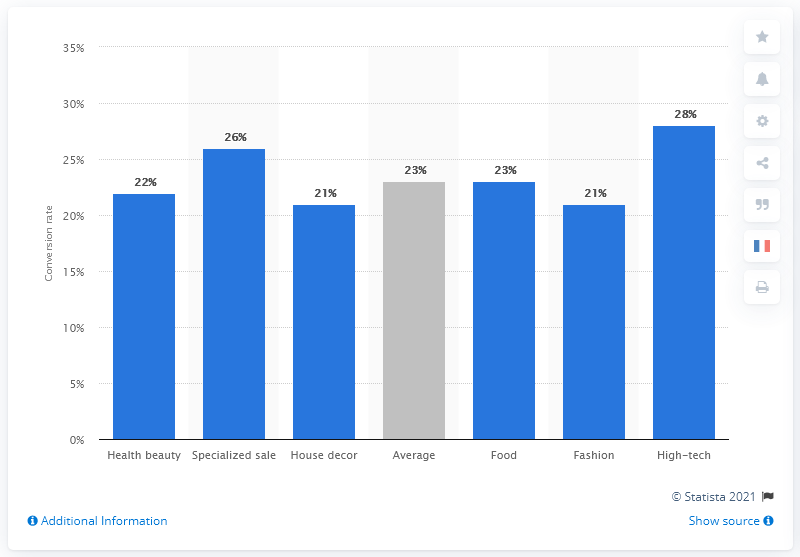 35%
30%
25%
20%
15%
10%
5%
0%
Conversion rate
22%
26%
21%
23%
23%
21%
28%
Health beauty
Specialized sale
House decor
Average
Food
Fashion
High-tech
© Statista 2021
Additional Information
Show source